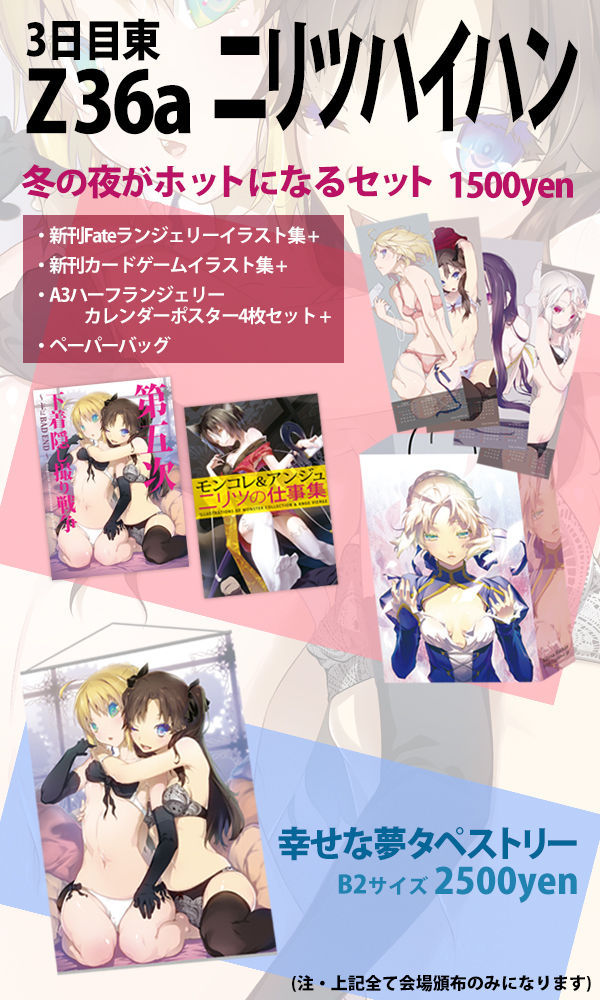 3日目東
Z36a ニリツハイハン
冬の夜がホットになるセット 1500yen
・新刊Fateランジェリーイラスト集＋
・新刊カードゲームイラスト集＋
・A3ハーフランジェリー
カレンダーポスター4枚セット＋
・ペーパーバッグ
第五次
下着隠し撮り戦争
モンコレ&アンジュ
ニリツの仕事集
ILLUSTRATIONS OF MONSTER COLLECTION & ANGE VIERGE
幸せな夢タペストリー
B2サイズ 2500yen
(注・上記全て会場頒布のみになります)